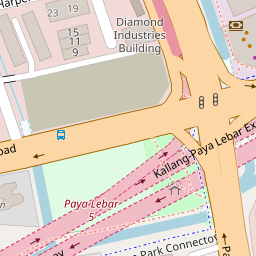 Harper
23 19
15
11
9
Diamond
Industries
Building
oad
Kallang-Paya Lebar Ex
Paya Lebar
5
Park Connector
Pa